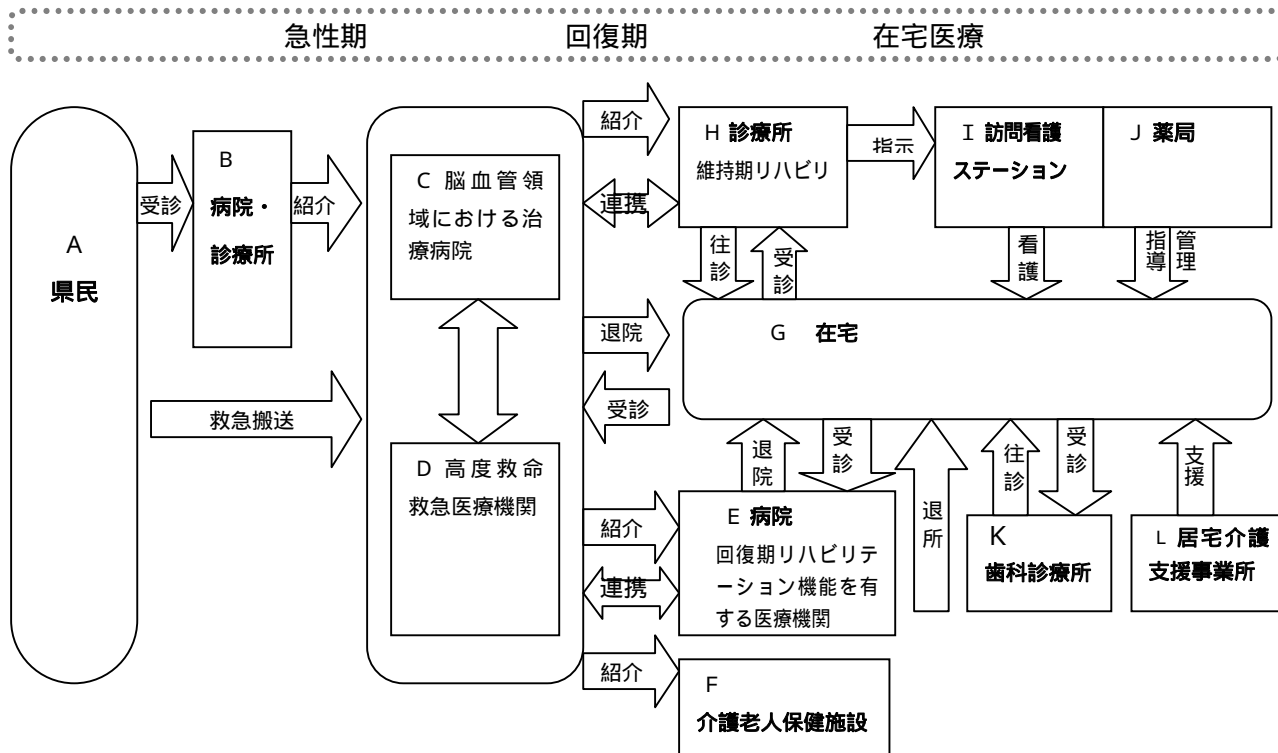 急性期 回復期 在宅医療
A
県民
受診
B
病院・
診療所
紹介
救急搬送
C 脳血管領
域における治
療病院
D 高度救命
救急医療機関
紹介
連携
退院
受診
紹介
連携
紹介
H 診療所
維持期リハビリ
指示
I 訪問看護
ステーション
J 薬局
往診
受診
看護
指導
管理
G 在宅
退院
受診
退所
往診
受診
支援
E 病院
回復期リハビリテ
ーション機能を有
する医療機関
K
歯科診療所
L 居宅介護
支援事業所
F
介護老人保健施設